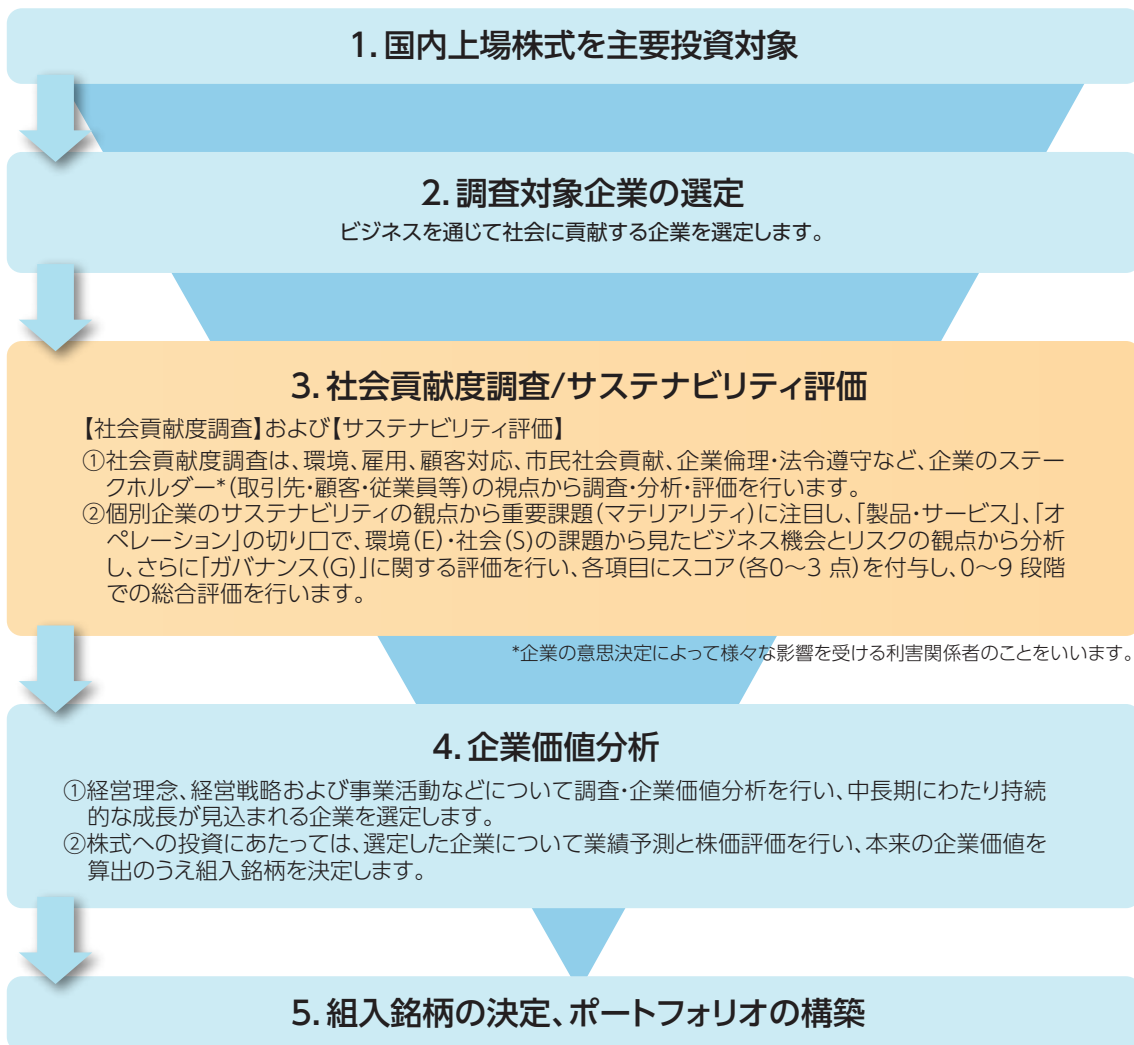 1. 国内上場株式を主要投資対象
2. 調査対象企業の選定
ビジネスを通じて社会に貢献する企業を選定します。
3. 社会貢献度調査/サステナビリティ評価
【社会貢献度調査】および【サステナビリティ評価】
①社会貢献度調査は、環境、雇用、顧客対応、市民社会貢献、企業倫理・法令遵守など、企業のステー
クホルダー*(取引先・顧客・従業員等)の視点から調査・分析・評価を行います。
②個別企業のサステナビリティの観点から重要課題(マテリアリティ)に注目し、「製品・サービス」、「オ
ペレーション」の切り口で、環境(E)・社会(S)の課題から見たビジネス機会とリスクの観点から分析
し、さらに「ガバナンス(G)」に関する評価を行い、各項目にスコア(各0～3 点)を付与し、0～9 段階
での総合評価を行います。
*企業の意思決定によって様々な影響を受ける利害関係者のことをいいます。
4. 企業価値分析
①経営理念、経営戦略および事業活動などについて調査・企業価値分析を行い、中長期にわたり持続
的な成長が見込まれる企業を選定します。
②株式への投資にあたっては、選定した企業について業績予測と株価評価を行い、本来の企業価値を
算出のうえ組入銘柄を決定します。
5. 組入銘柄の決定、ポートフォリオの構築